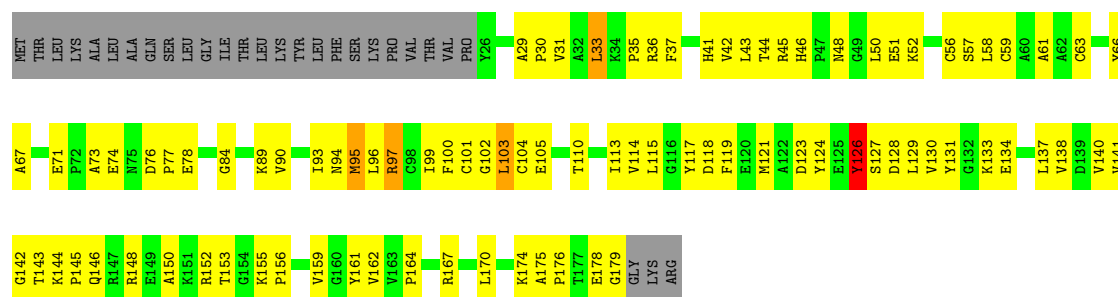 MET THR LEU LYS ALA LEU ALA GLN SER LEU GLY ILE THR LEU LYS TYR LEU PHE SER LYS PRO VAL THR VAL PRO Y26 A29 P30 V31 A32 L33 K34 P35 R36 F37 H41 V42 L43 T44 R45 H46 P47 N48 G49 L50 E51 K52 C56 S57 L58 C59 A60 A61 A62 C63
A67 E71 P72 A73 E74 N75 D76 P77 E78 G84 K89 V90 I93 N94 M95 L96 R97 C98 I99 F100 C101 G102 L103 C104 E105 T110 I113 V114 L115 G116 Y117 D118 F119 E120 M121 A122 D123 Y124 E125 Y126 S127 D128 L129 V130 Y131 G132 K133 E134 L137 V138 D139 V140
G142 T143 K144 P145 Q146 R147 R148 E149 A150 K151 R152 T153 G154 K155 P156 V159 G160 Y161 V162 V163 P164 R167 L170 K174 A175 P176 T177 E178 G179 GLY LYS ARG